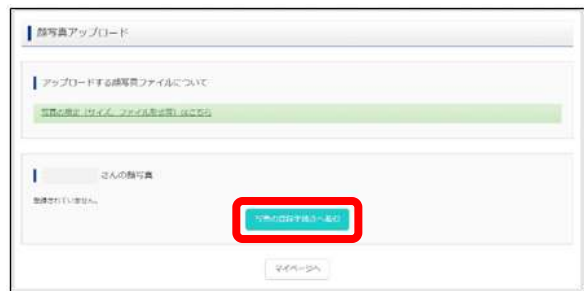 顔写真アップロード
アップロードする顔写真ファイルについて
写真の規定（サイズ、ファイル形式等）はこちら
さんの顔写真
登録されていません。
写真の登録手続きへ進む
マイページへ